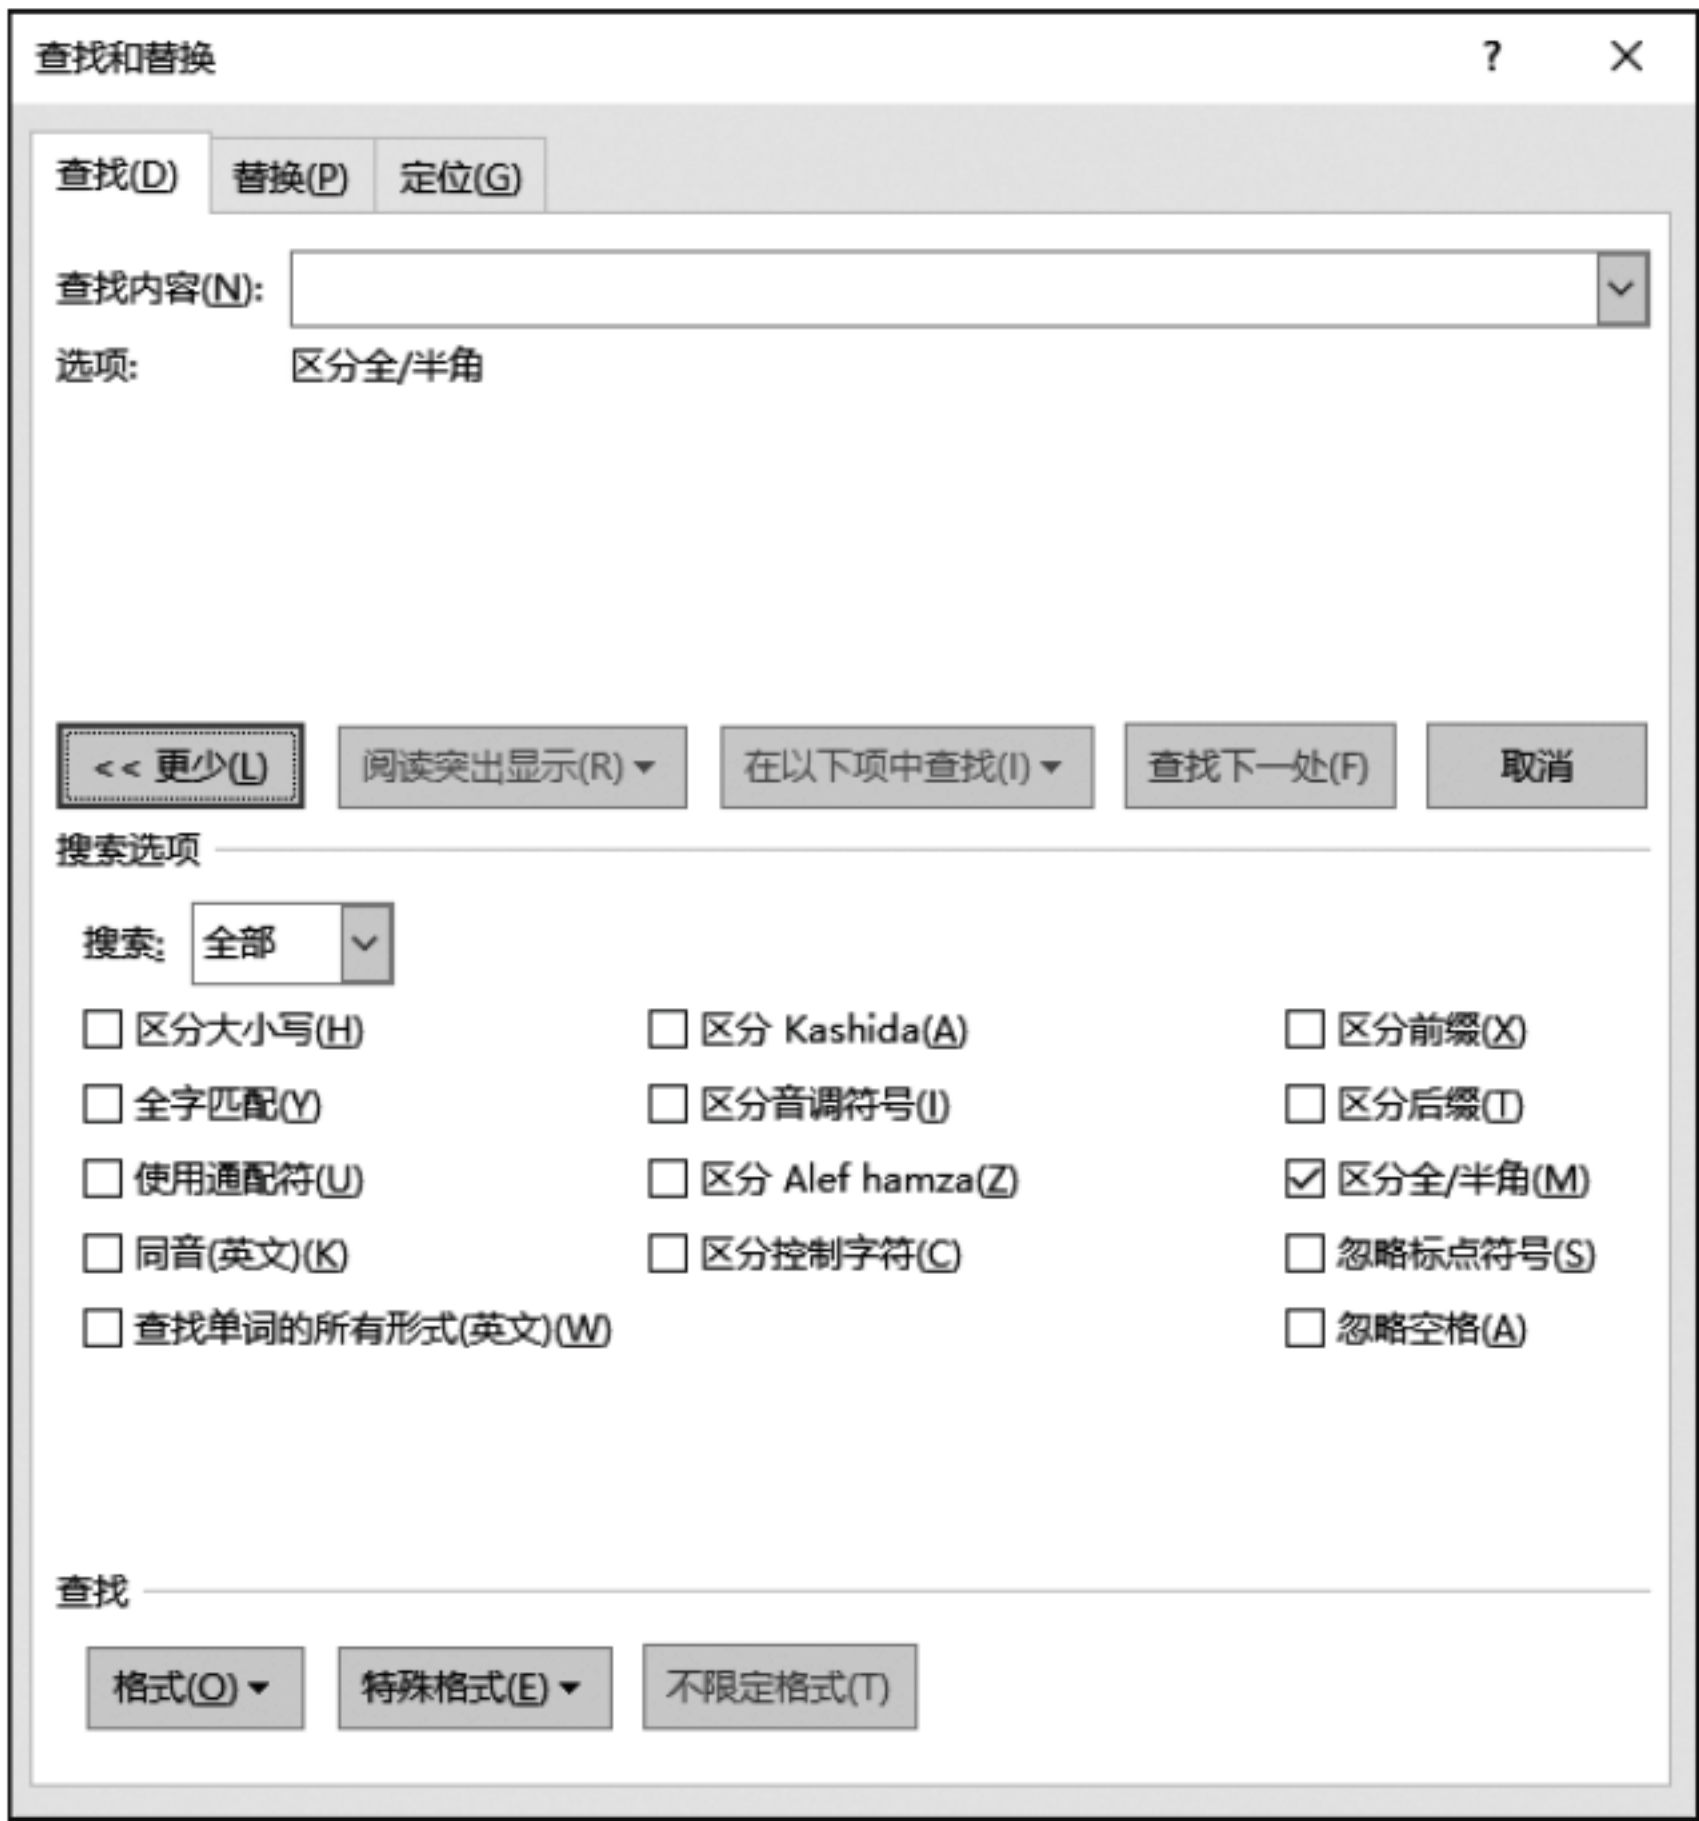 查找和替换 ? ×
查找(D) 替换(P) 定位(G)
查找内容(N):
选项: 区分全/半角
<< 更少(L) 阅读突出显示(R) 在以下项中查找(I) 查找下一处(F) 取消
搜索选项
搜索: 全部
区分大小写(H) 区分 Kashida(A) 区分前缀(X)
全字匹配(Y) 区分音调符号(I) 区分后缀(T)
使用通配符(U) 区分 Alef hamza(Z) 区分全/半角(M)
同音(英文)(K) 区分控制字符(C) 忽略标点符号(S)
查找单词的所有形式(英文)(W) 忽略空格(A)
查找
格式(O) 特殊格式(E) 不限定格式(T)